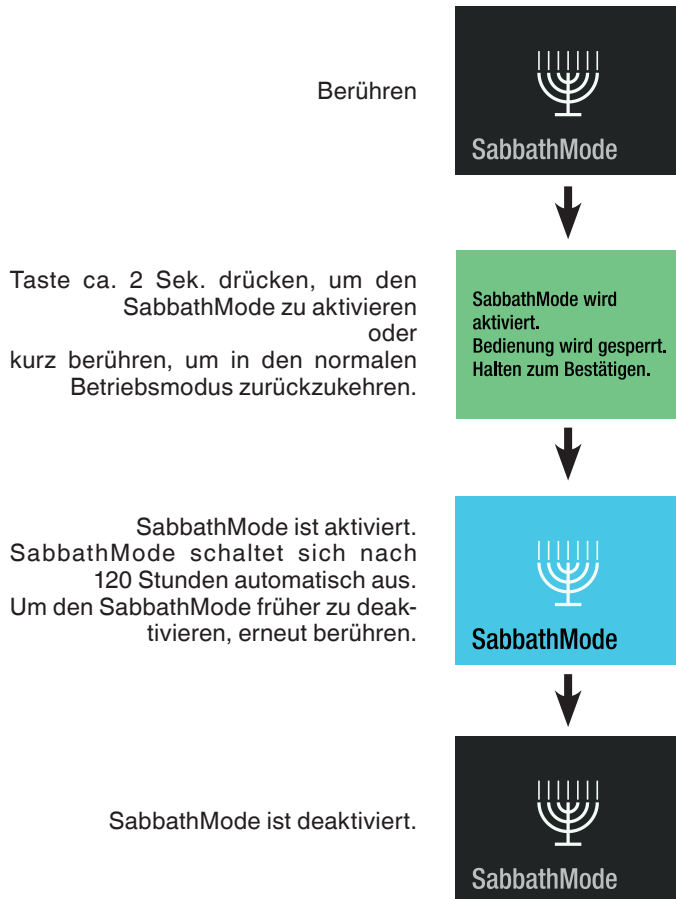 Berühren
SabbathMode
Taste ca. 2 Sek. drücken, um den
SabbathMode zu aktivieren
oder
kurz berühren, um in den normalen
Betriebsmodus zurückzukehren.
SabbathMode wird
aktiviert.
Bedienung wird gesperrt.
Halten zum Bestätigen.
SabbathMode ist aktiviert.
SabbathMode schaltet sich nach
120 Stunden automatisch aus.
Um den SabbathMode früher zu deak-
tivieren, erneut berühren.
SabbathMode
SabbathMode ist deaktiviert.
SabbathMode